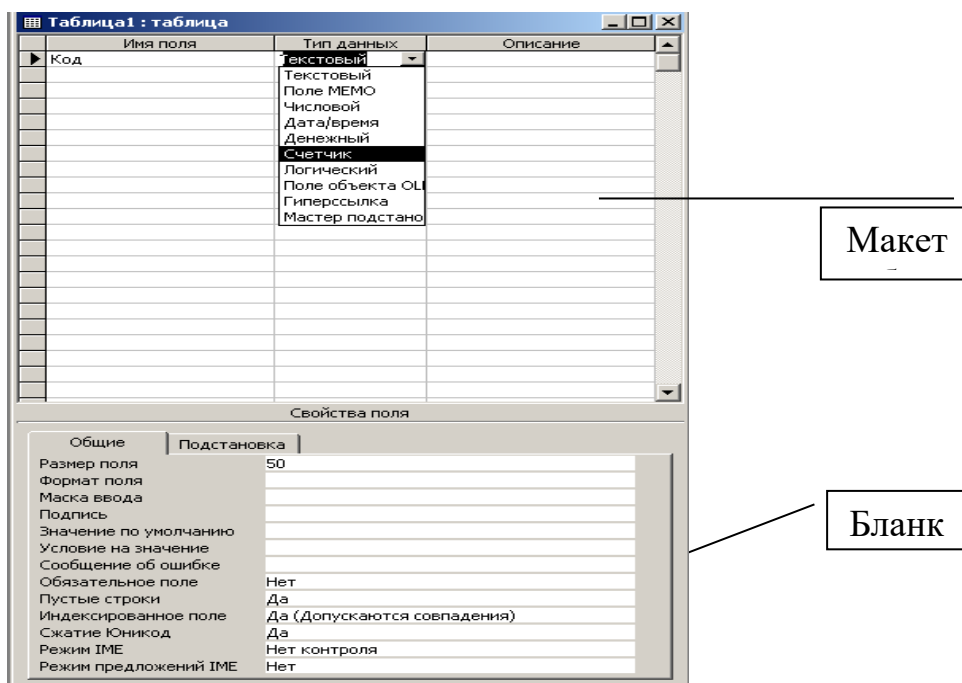 Таблица1 : таблица
Имя поля Тип данных Описание
Код Текстовый
Текстовый
Поле MEMO
Числовой
Дата/время
Денежный
Счетчик
Логический
Поле объекта OLE
Гиперссылка
Мастер подстано
Макет
Свойства поля
Общие Подстановка
Размер поля 50
Формат поля
Маска ввода
Подпись
Значение по умолчанию
Условие на значение
Сообщение об ошибке
Обязательное поле Нет
Пустые строки Да
Индексированное поле Да (Допускаются совпадения)
Сжатие Юникод Да
Режим IME Нет контроля
Режим предложений IME Нет
Бланк